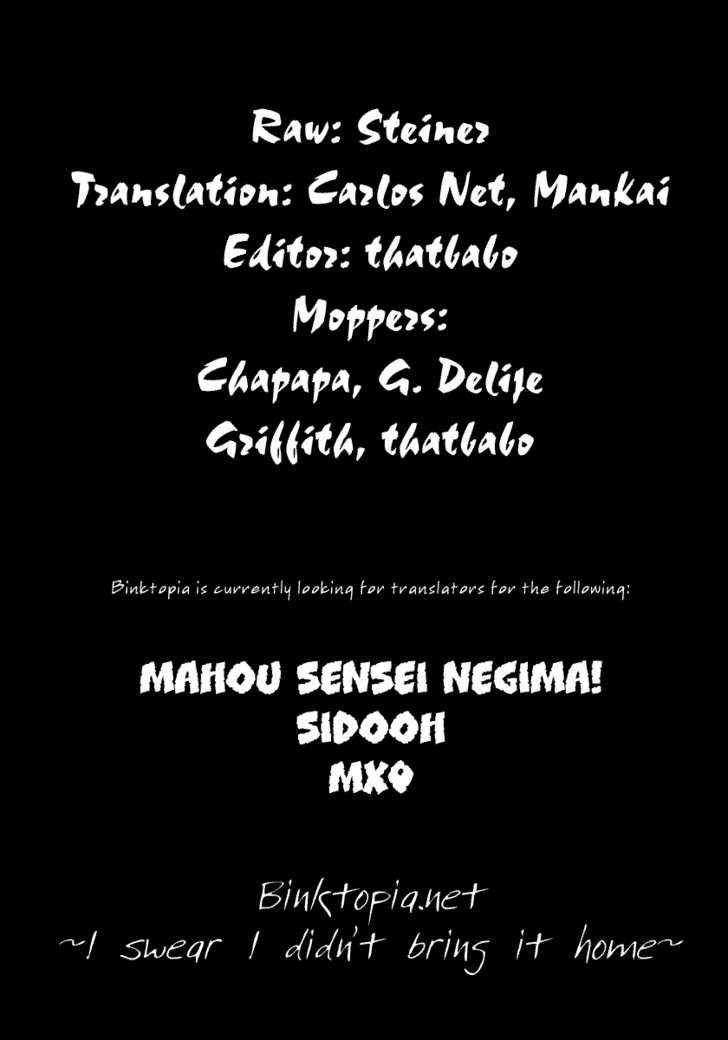 Raw: Steiner
Translation: Carlos Net, Mankai
Editor: thatbabo
Moppers:
Chapapa, G. Delife
Griffith, thatbabo
Binktopia is currently looking for translators for the following:
MAHOU SENSEI NEGIMA!
SIDOOH
MX0
Binktopia.net
~I swear I didn't bring it home~